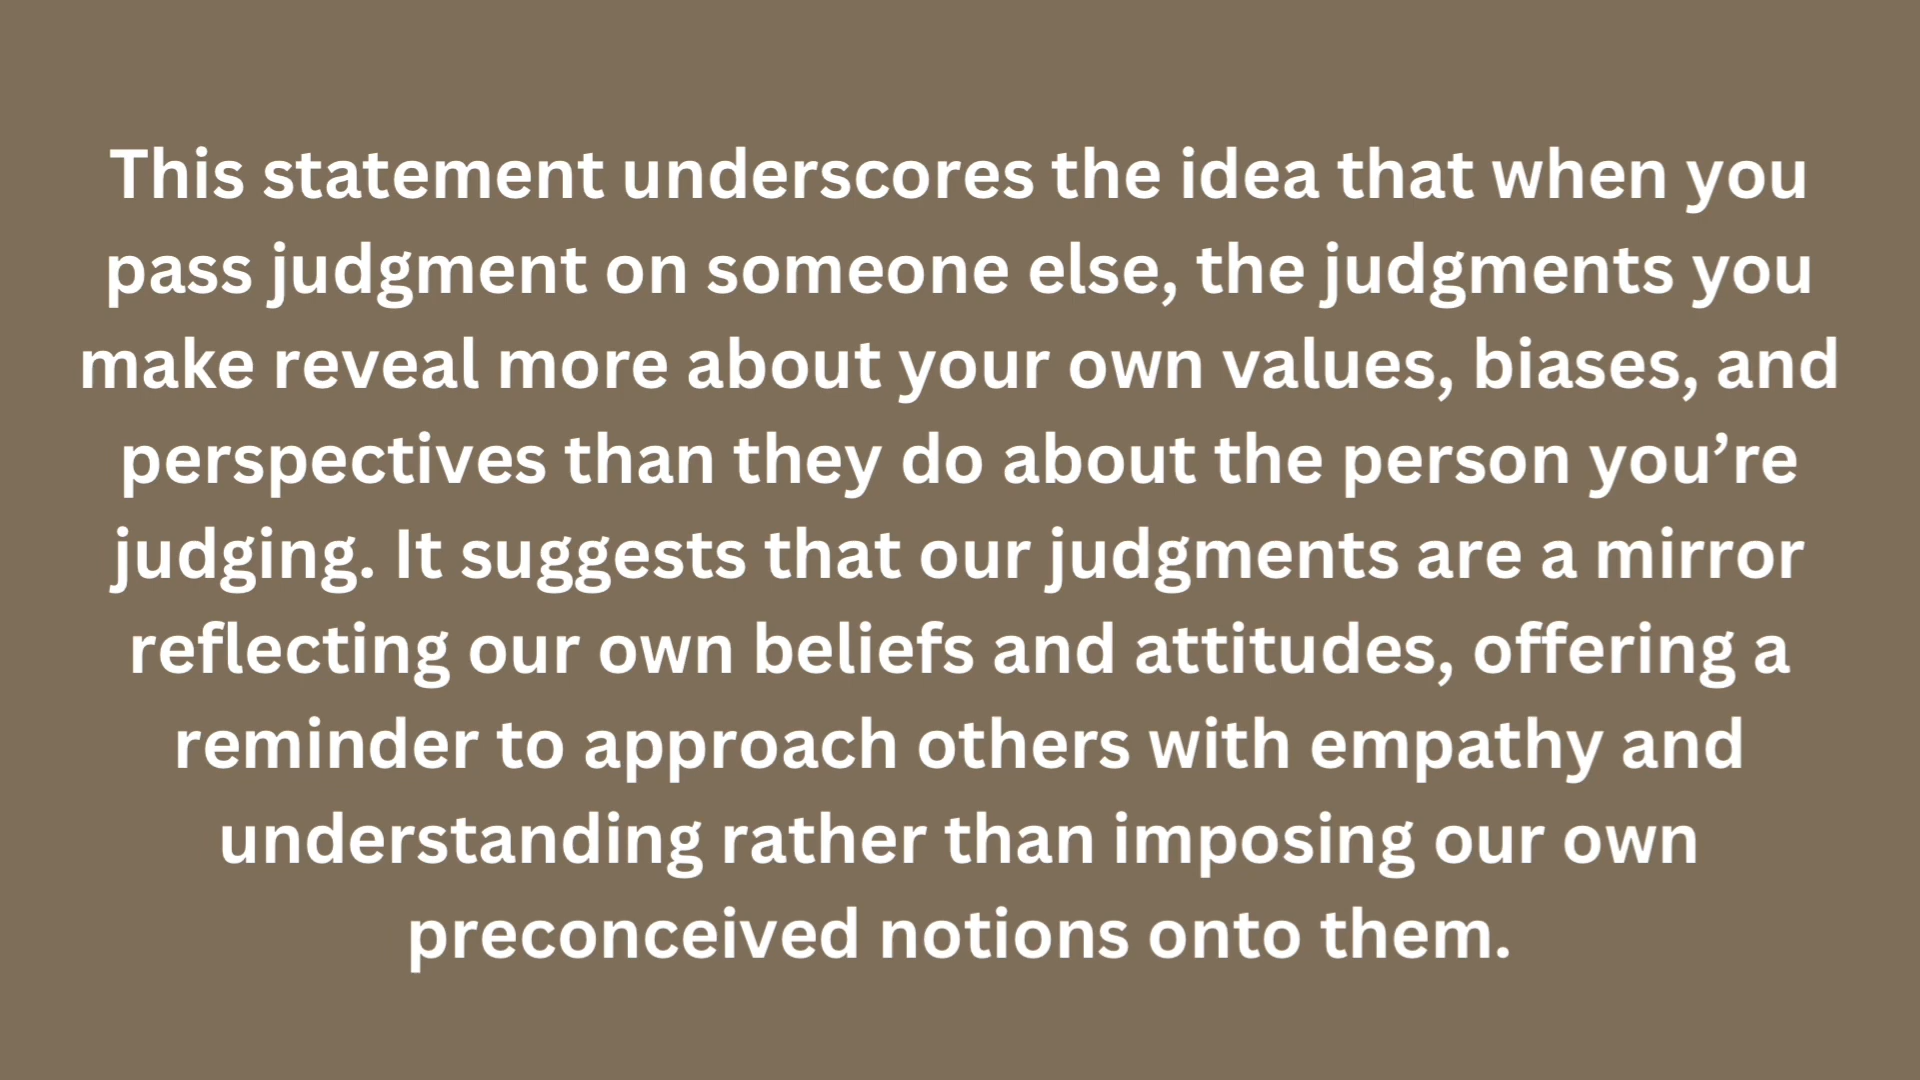 This statement underscores the idea that when you
pass judgment on someone else, the judgments you
make reveal more about your own values, biases, and
perspectives than they do about the person you’re
judging. It suggests that our judgments are a mirror
reflecting our own beliefs and attitudes, offering a
reminder to approach others with empathy and
understanding rather than imposing our own
preconceived notions onto them.